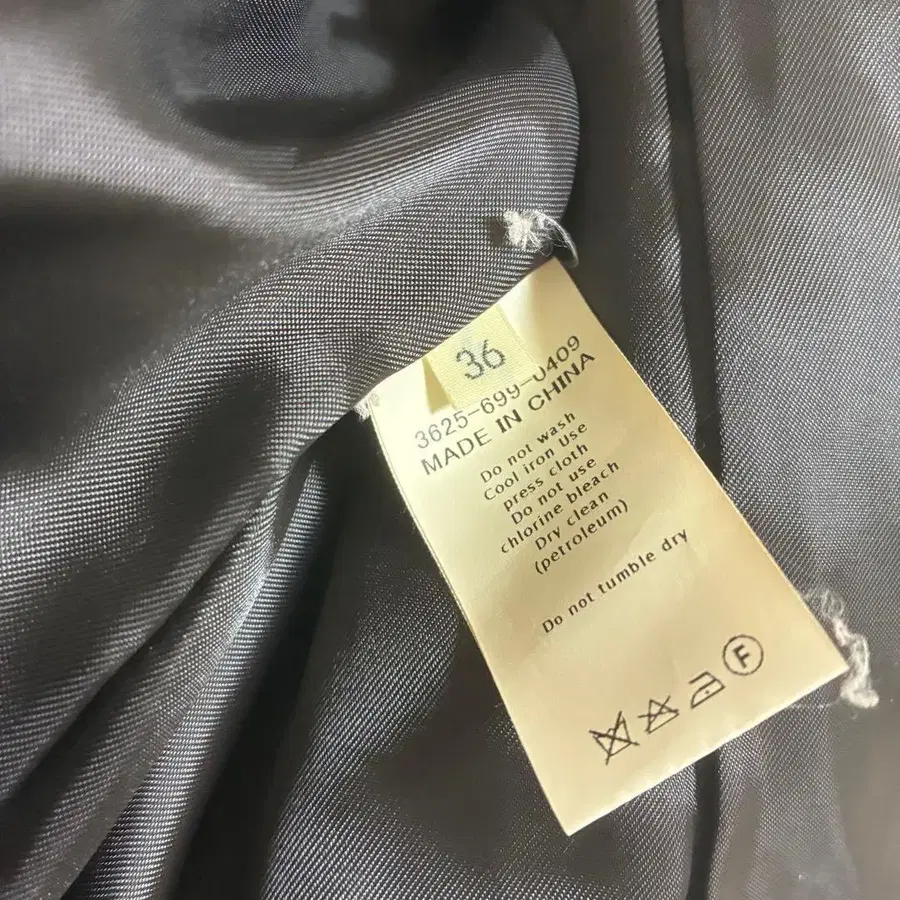 36
3625-699-0409
MADE IN CHINA
Do not wash
Cool iron use
press cloth
Do not use
chlorine bleach
Dry clean
(petroleum)
Do not tumble dry
F